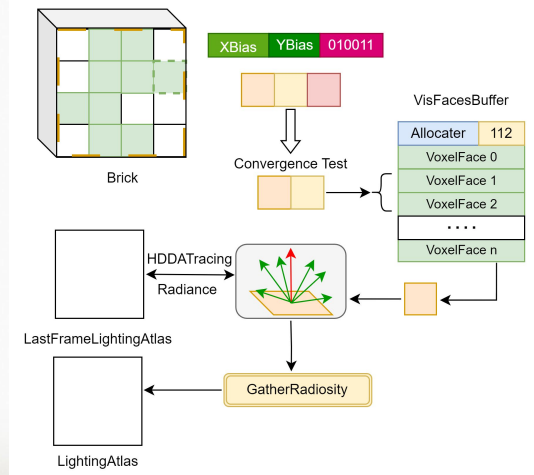 XBias YBias 010011
VisFacesBuffer
Allocater 112
VoxelFace 0
VoxelFace 1
VoxelFace 2
....
VoxelFace n
Brick
Convergence Test
HDDATracing
Radiance
LastFrameLightingAtlas
GatherRadiosity
LightingAtlas